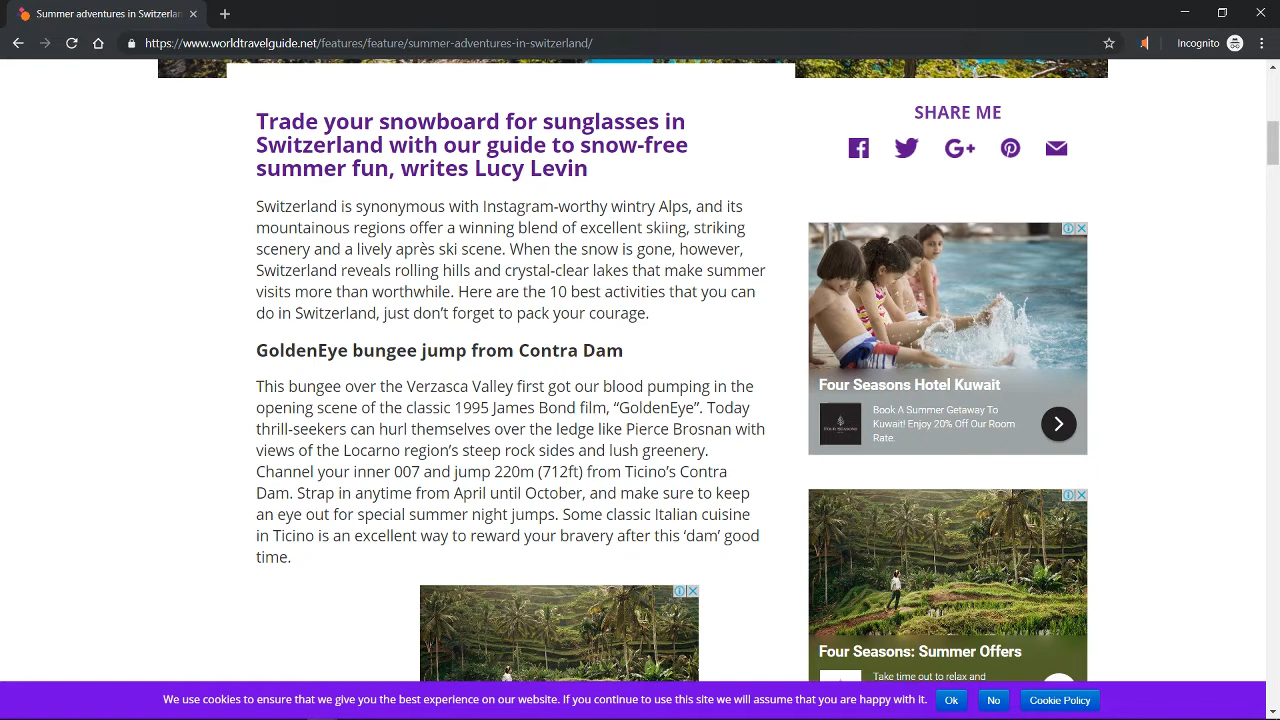 Summer adventures in Switzerlan
https://www.worldtravelguide.net/features/feature/summer-adventures-in-switzerland/
Incognito
Trade your snowboard for sunglasses in
Switzerland with our guide to snow-free
summer fun, writes Lucy Levin
Switzerland is synonymous with Instagram-worthy wintry Alps, and its
mountainous regions offer a winning blend of excellent skiing, striking
scenery and a lively après ski scene. When the snow is gone, however,
Switzerland reveals rolling hills and crystal-clear lakes that make summer
visits more than worthwhile. Here are the 10 best activities that you can
do in Switzerland, just don’t forget to pack your courage.
GoldenEye bungee jump from Contra Dam
This bungee over the Verzasca Valley first got our blood pumping in the
opening scene of the classic 1995 James Bond film, “GoldenEye”. Today
thrill-seekers can hurl themselves over the ledge like Pierce Brosnan with
views of the Locarno region’s steep rock sides and lush greenery.
Channel your inner 007 and jump 220m (712ft) from Ticino’s Contra
Dam. Strap in anytime from April until October, and make sure to keep
an eye out for special summer night jumps. Some classic Italian cuisine
in Ticino is an excellent way to reward your bravery after this ‘dam’ good
time.
SHARE ME
Four Seasons Hotel Kuwait
FOUR SEASONS
Book A Summer Getaway To
Kuwait! Enjoy 20% Off Our Room
Rate.
Four Seasons: Summer Offers
Take time out to relax and
We use cookies to ensure that we give you the best experience on our website. If you continue to use this site we will assume that you are happy with it.
Ok
No
Cookie Policy